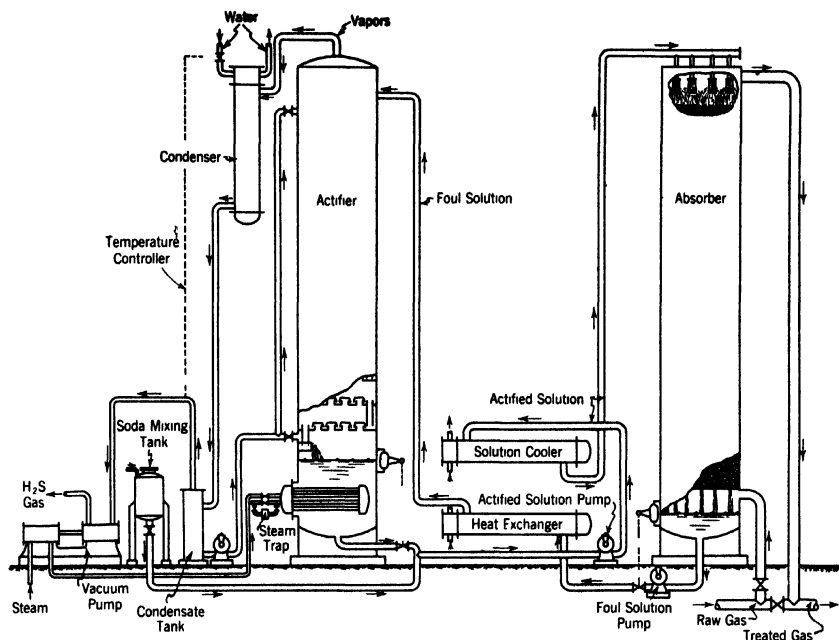 Water
Vapors
Condenser
Actifier
Foul Solution
Absorber
Temperature
Controller
Actified Solution
Soda Mixing
Tank
Solution Cooler
H₂S
Gas
Actified Solution Pump
Heat Exchanger
Steam
Trap
Steam
Vacuum
Pump
Condensate
Tank
Foul Solution
Pump
Raw Gas
Treated Gas